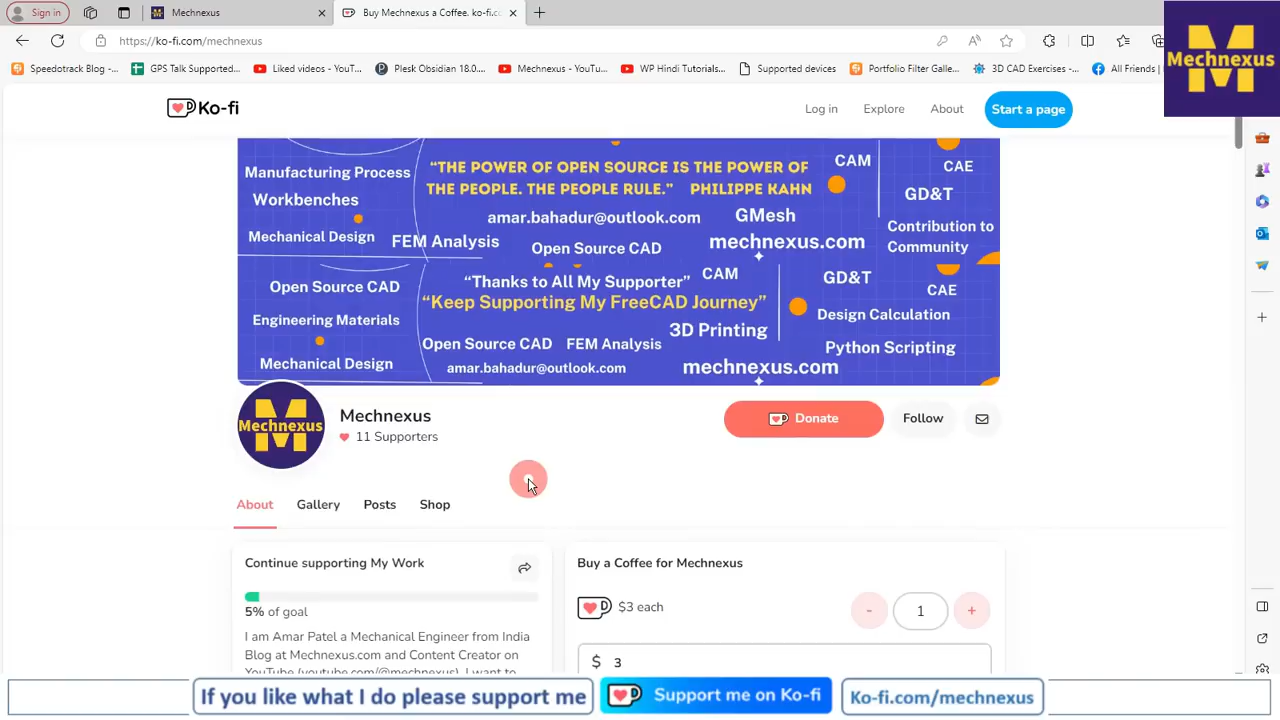 Sign in
Mechnexus
Buy Mechnexus a Coffee. ko-fi.co
https://ko-fi.com/mechnexus
Speedotrack Blog -...
GPS Talk Supported...
Liked videos - YouT...
Plesk Obsidian 18.0...
Mechnexus - YouTu...
WP Hindi Tutorials...
Supported devices
Portfolio Filter Galle...
3D CAD Exercises -...
All Friends |
M
Mechnexus
Ko-fi
Log in
Explore
About
Start a page
Manufacturing Process
Workbenches
Mechanical Design
FEM Analysis
“THE POWER OF OPEN SOURCE IS THE POWER OF
THE PEOPLE. THE PEOPLE RULE.” PHILIPPE KAHN
amar.bahadur@outlook.com
GMesh
Open Source CAD
mechnexus.com
CAM
CAE
GD&T
Contribution to
Community
Open Source CAD
Engineering Materials
Mechanical Design
“Thanks to All My Supporter”
CAM
“Keep Supporting My FreeCAD Journey”
3D Printing
Open Source CAD
FEM Analysis
amar.bahadur@outlook.com
mechnexus.com
GD&T
CAE
Design Calculation
Python Scripting
M
Mechnexus
Mechnexus
11 Supporters
Donate
Follow
About
Gallery
Posts
Shop
Continue supporting My Work
5% of goal
I am Amar Patel a Mechanical Engineer from India
Blog at Mechnexus.com and Content Creator on
YouTube (youtube.com/@mechnexus). I want to
Buy a Coffee for Mechnexus
$3 each
-
1
+
$ 3
If you like what I do please support me
Support me on Ko-fi
Ko-fi.com/mechnexus